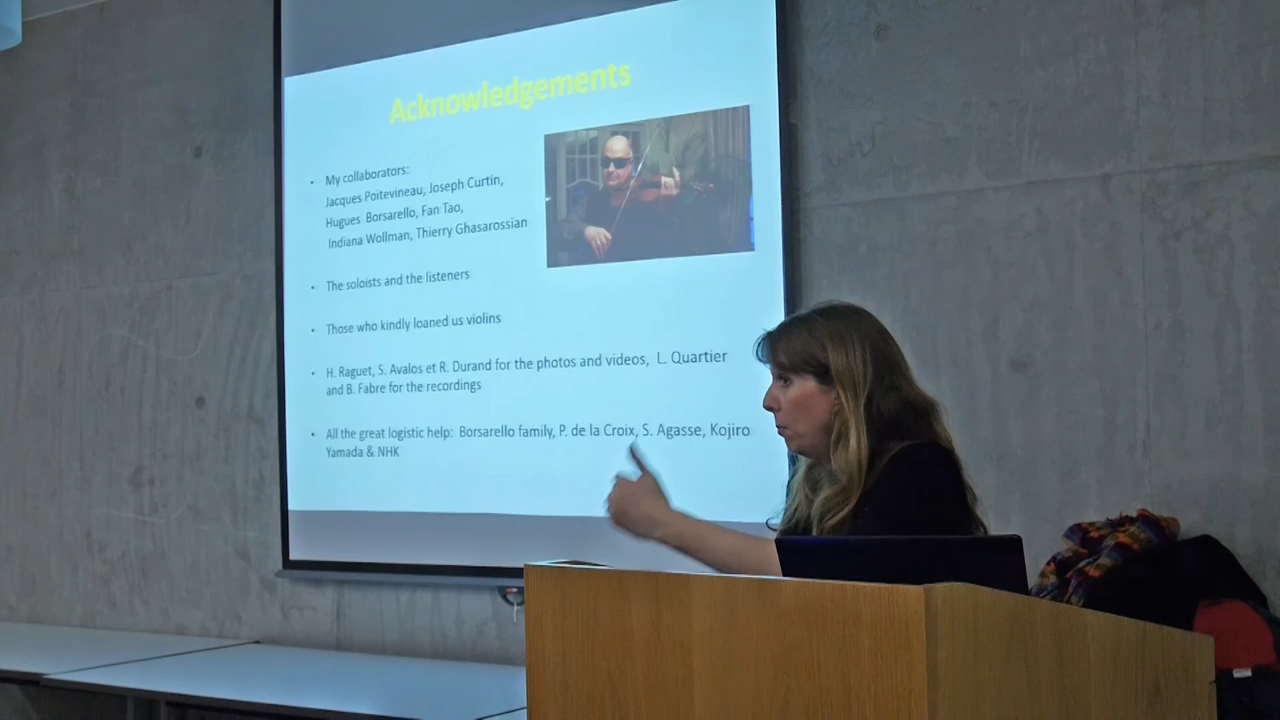 Acknowledgements
• My collaborators:
Jacques Poitevineau, Joseph Curtin,
Hugues Borsarello, Fan Tao,
Indiana Wollman, Thierry Ghasarossian
• The soloists and the listeners
• Those who kindly loaned us violins
• H. Raguet, S. Avalos et R. Durand for the photos and videos, L. Quartier
and B. Fabre for the recordings
• All the great logistic help: Borsarello family, P. de la Croix, S. Agasse, Kojiro
Yamada & NHK